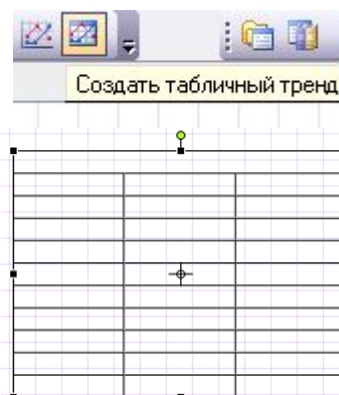 Создать табличный тренд